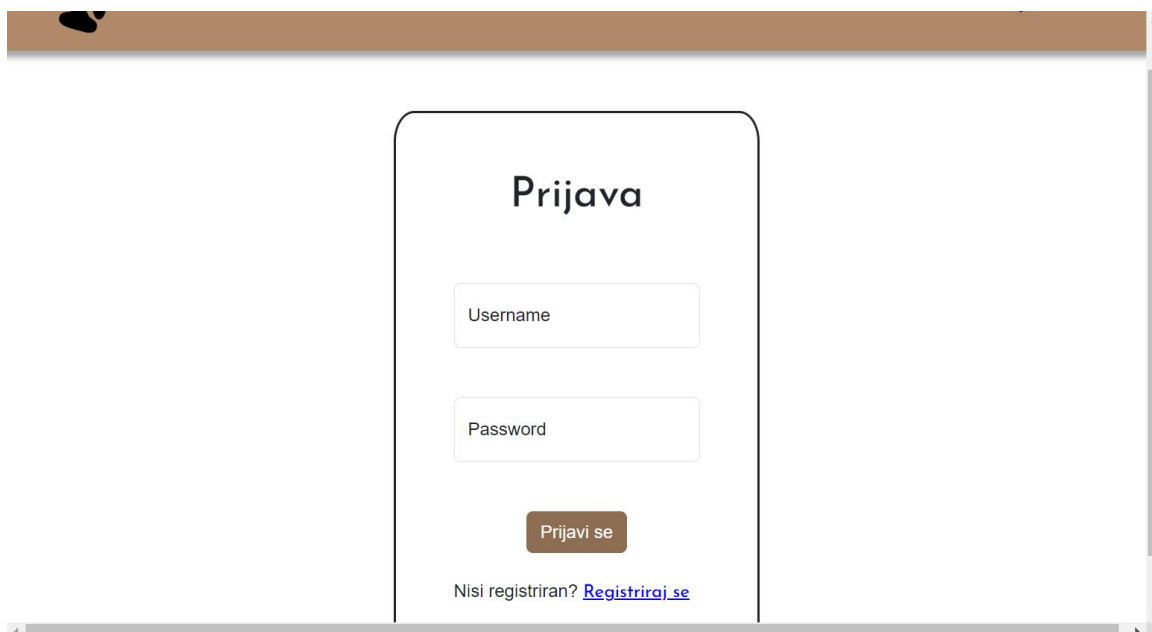 Prijava
Username
Password
Prijavi se
Nisi registriran? Registriraj se